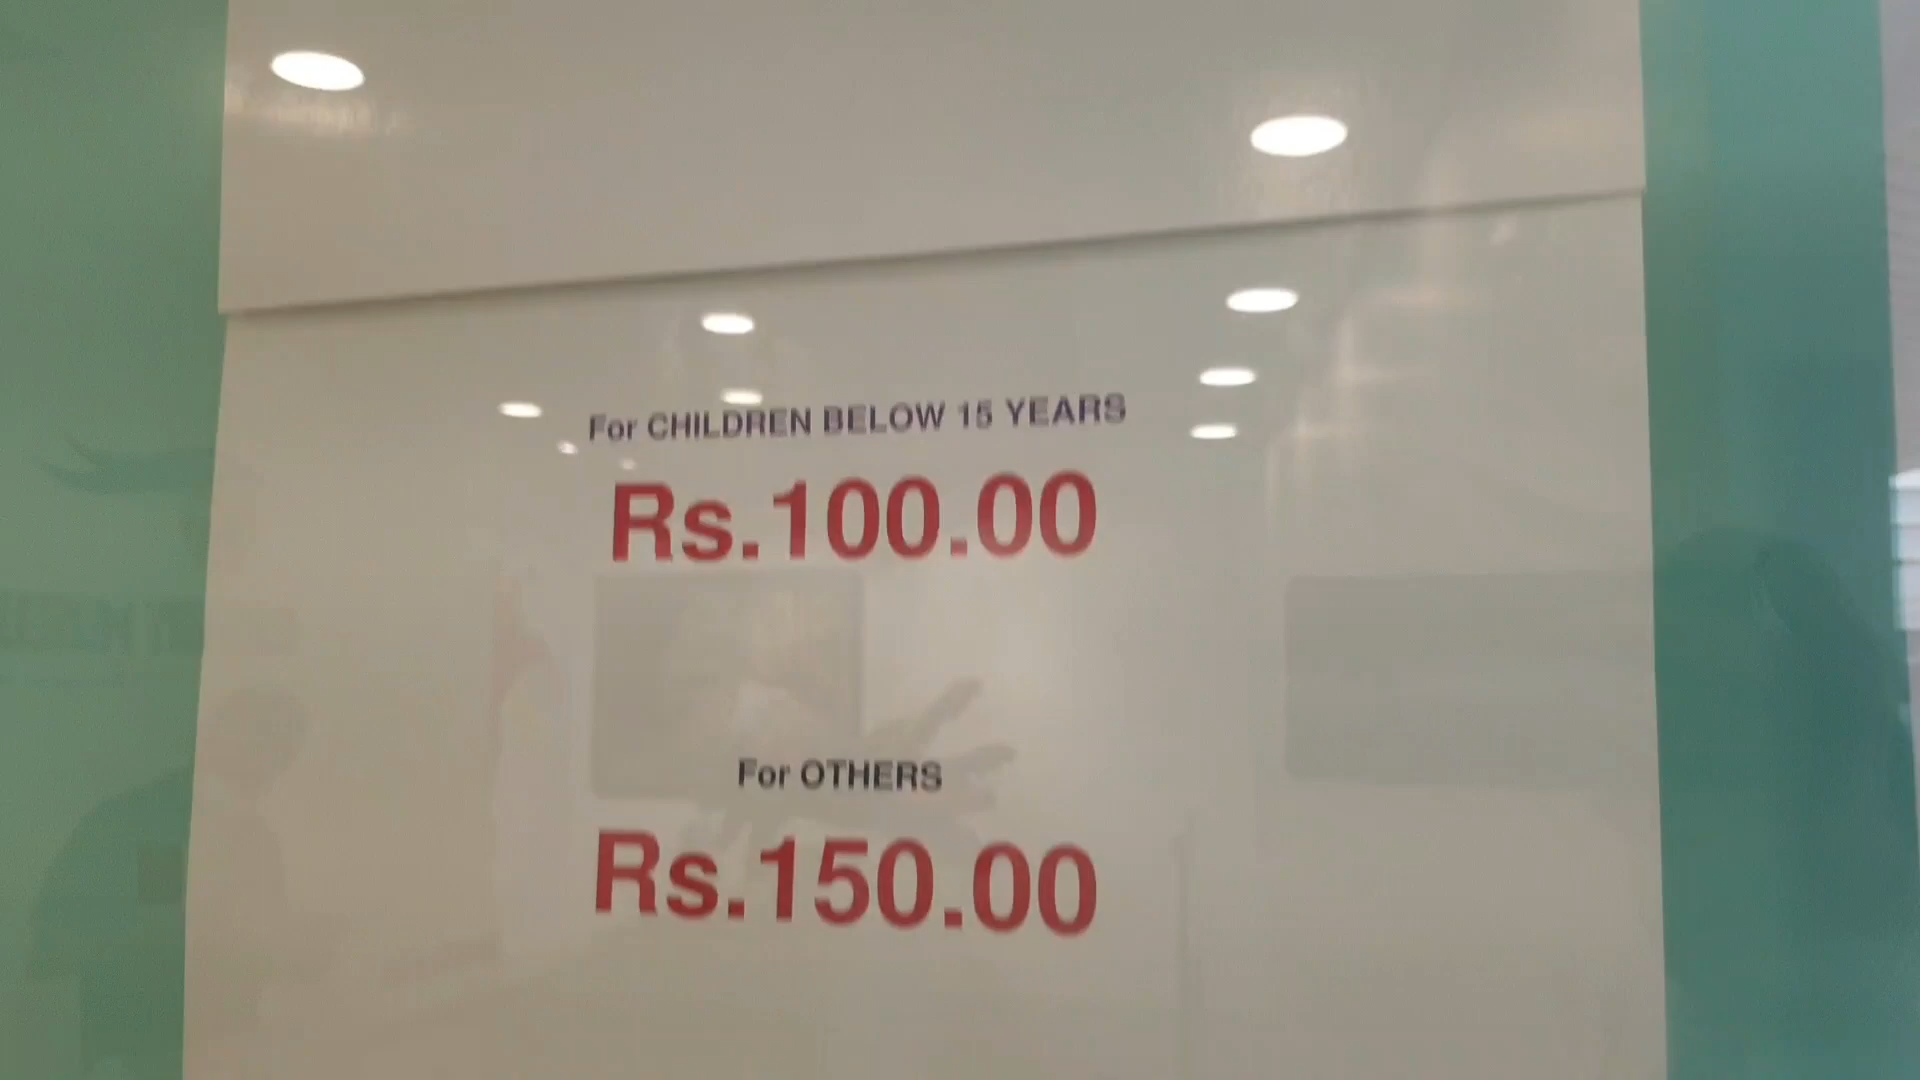 For CHILDREN BELOW 15 YEARS
Rs.100.00
For OTHERS
Rs.150.00